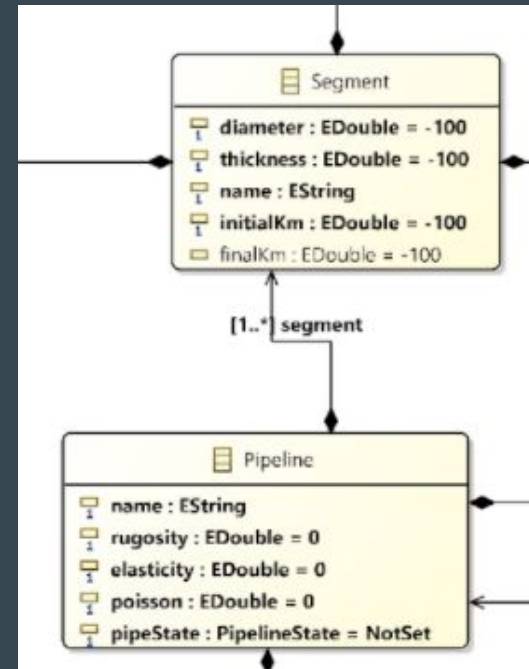 Segment
diameter : EDouble = -100
thickness : EDouble = -100
name : EString
initialKm : EDouble = -100
finalKm : EDouble = -100
[1..*] segment
Pipeline
name : EString
rugosity : EDouble = 0
elasticity : EDouble = 0
poisson : EDouble = 0
pipeState : PipelineState = NotSet